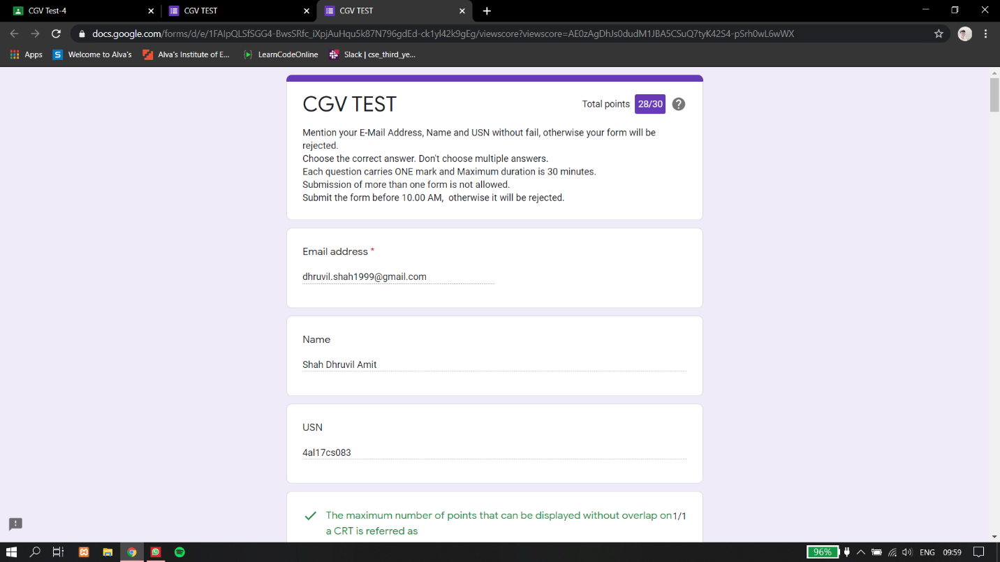 CGV Test-4
CGV TEST
CGV TEST
docs.google.com/forms/d/e/1FAIpQLSfSGG4-BwsSRfc_iXpjAuHqu5k87N796gdEd-ck1yl42k9gEg/viewscore?viewscore=AE0zAgDhJs0dudM1JBA5CSuQ7tyK42S4-pSrh0wL6wWX
Apps
Welcome to Alva's
Alva's Institute of E...
LearnCodeOnline
Slack | cse_third_ye...
CGV TEST
Total points 28/30
Mention your E-Mail Address, Name and USN without fail, otherwise your form will be
rejected.
Choose the correct answer. Don't choose multiple answers.
Each question carries ONE mark and Maximum duration is 30 minutes.
Submission of more than one form is not allowed.
Submit the form before 10.00 AM,  otherwise it will be rejected.
Email address *
dhruvil.shah1999@gmail.com
Name
Shah Dhruvil Amit
USN
4al17cs083
The maximum number of points that can be displayed without overlap on 1/1
a CRT is referred as
96%
ENG
09:59